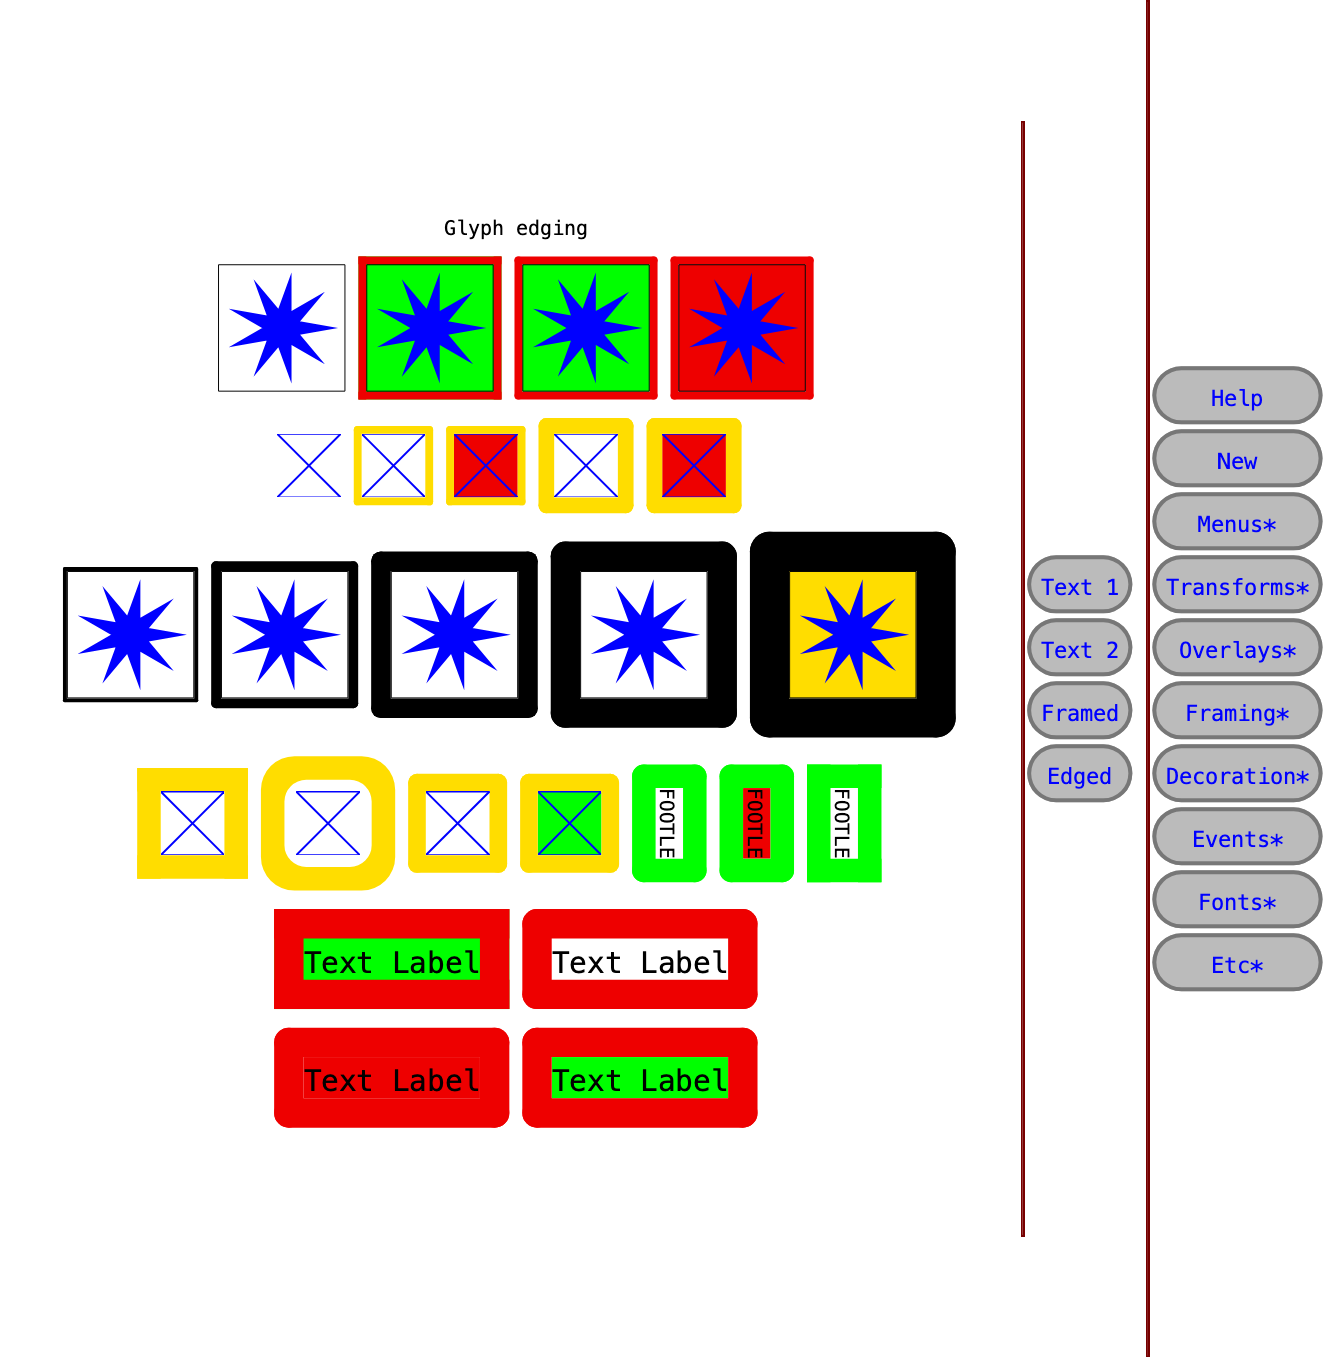 Glyph edging
FOOTLE
FOOTLE
FOOTLE
Text Label
Text Label
Text Label
Text Label
Text 1
Text 2
Framed
Edged
Help
New
Menus*
Transforms*
Overlays*
Framing*
Decoration*
Events*
Fonts*
Etc*